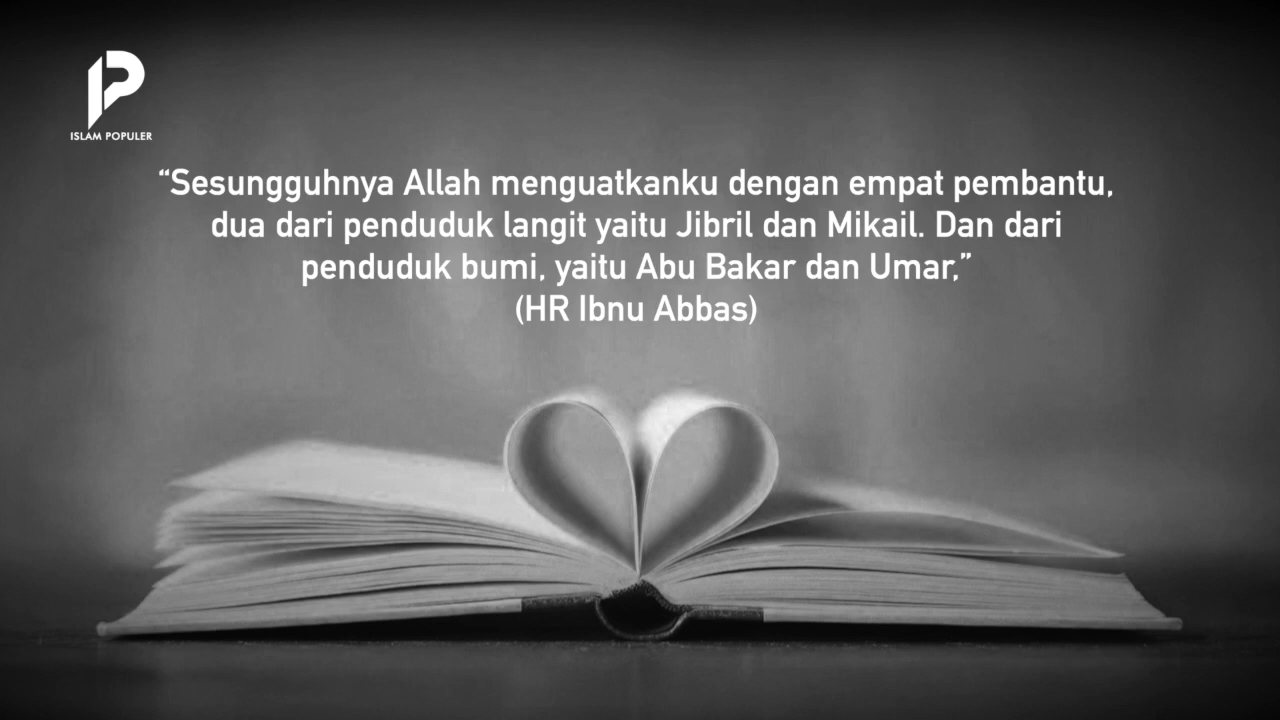 ISLAM POPULER
“Sesungguhnya Allah menguatkanku dengan empat pembantu,
dua dari penduduk langit yaitu Jibril dan Mikail. Dan dari
penduduk bumi, yaitu Abu Bakar dan Umar,”
(HR Ibnu Abbas)